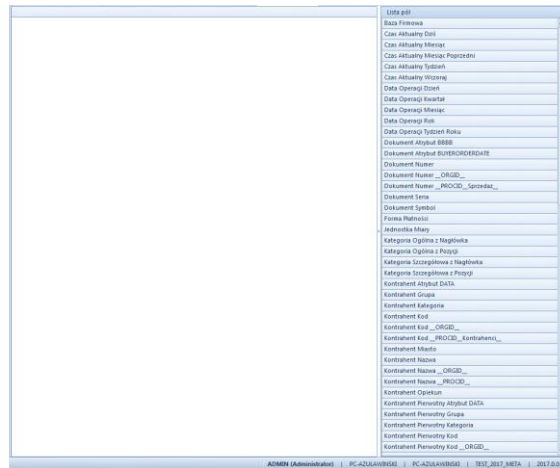 Lista pól
Baza Firmowa
Czas Aktualny Dziś
Czas Aktualny Miesiąc
Czas Aktualny Miesiąc Poprzedni
Czas Aktualny Tydzień
Czas Aktualny Wczoraj
Data Operacji Dzień
Data Operacji Kwartał
Data Operacji Miesiąc
Data Operacji Rok
Data Operacji Tydzień Roku
Dokument Atrybut BBBB
Dokument Atrybut BUYERORDERDATE
Dokument Numer
Dokument Numer __ORGID__
Dokument Numer __PROCID__Sprzedaz__
Dokument Seria
Dokument Symbol
Forma Płatności
Jednostka Miary
Kategoria Ogólna z Nagłówka
Kategoria Ogólna z Pozycji
Kategoria Szczegółowa z Nagłówka
Kategoria Szczegółowa z Pozycji
Kontrahent Atrybut DATA
Kontrahent Grupa
Kontrahent Kategoria
Kontrahent Kod
Kontrahent Kod __ORGID__
Kontrahent Kod __PROCID__Kontrahenci__
Kontrahent Miasto
Kontrahent Nazwa
Kontrahent Nazwa __ORGID__
Kontrahent Nazwa __PROCID__
Kontrahent Opiekun
Kontrahent Pierwotny Atrybut DATA
Kontrahent Pierwotny Grupa
Kontrahent Pierwotny Kategoria
Kontrahent Pierwotny Kod
Kontrahent Pierwotny Kod __ORGID__
ADMIN (Administrator) | PC-AZULAWINSKI | PC-AZULAWINSKI | TEST_2017_META | 2017.0.0